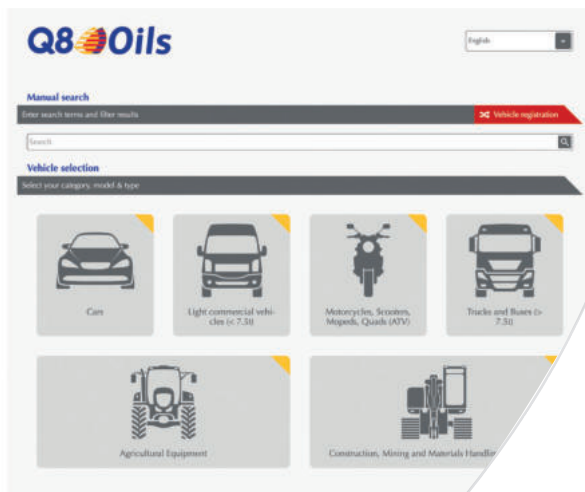 Q8 Oils
English
Manual search
Enter search terms and filter results
Vehicle registration
Search
Vehicle selection
Select your category, model & type
Cars
Light commercial vehi-
cles (< 7.5t)
Motorcycles, Scooters,
Mopeds, Quads (ATV)
Trucks and Buses (>
7.5t)
Agricultural Equipment
Construction, Mining and Materials Handlin